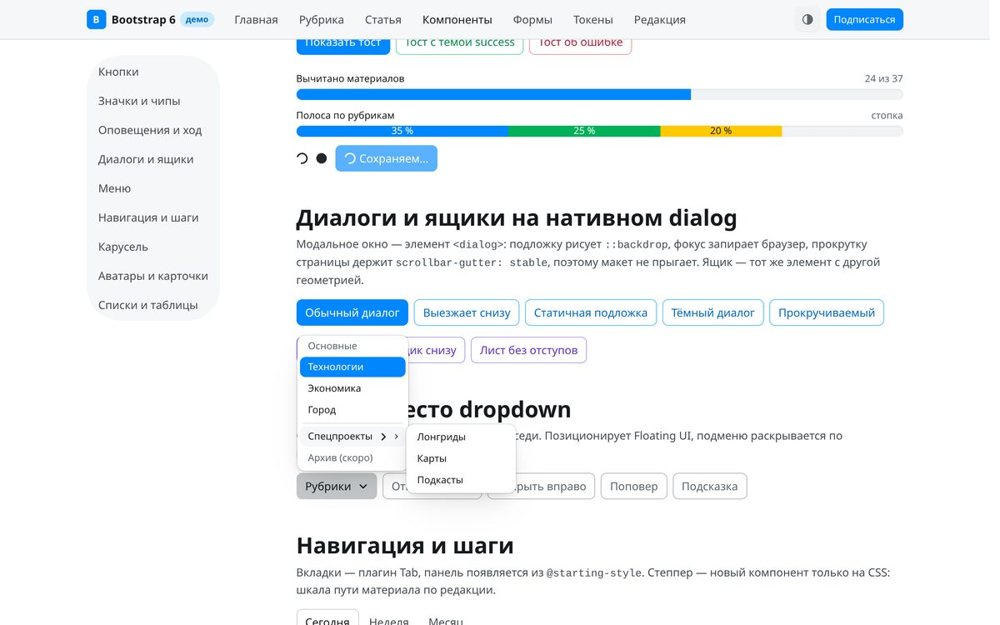 B Bootstrap 6 демо Главная Рубрика Статья Компоненты Формы Токены Редакция Подписаться
Кнопки
Значки и чипы
Оповещения и ход
Диалоги и ящики
Меню
Навигация и шаги
Карусель
Аватары и карточки
Списки и таблицы
Показать тост Тост с темой success Тост об ошибке
Вычитано материалов 24 из 37
Полоса по рубрикам стопка
35 % 25 % 20 %
Сохраняем...
Диалоги и ящики на нативном dialog
Модальное окно — элемент <dialog>: подложку рисует ::backdrop, фокус запирает браузер, прокрутку
страницы держит scrollbar-gutter: stable, поэтому макет не прыгает. Ящик — тот же элемент с другой
геометрией.
Обычный диалог Выезжает снизу Статичная подложка Тёмный диалог Прокручиваемый
ик снизу Лист без отступов
Основные
Технологии
Экономика
Город
Спецпроекты
Архив (скоро)
Лонгриды
Карты
Подкасты
есто dropdown
седи. Позиционирует Floating UI, подменю раскрывается по
Рубрики От рыть вправо Поповер Подсказка
Навигация и шаги
Вкладки — плагин Tab, панель появляется из @starting-style. Степпер — новый компонент только на CSS:
шкала пути материала по редакции.
Сегодня Неделя Месяц